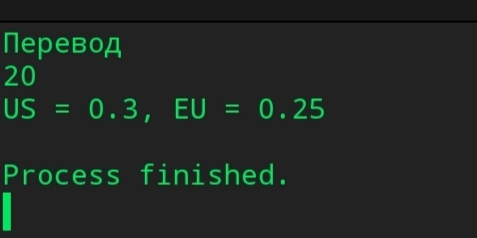 Перевод
20
US = 0.3, EU = 0.25
Process finished.